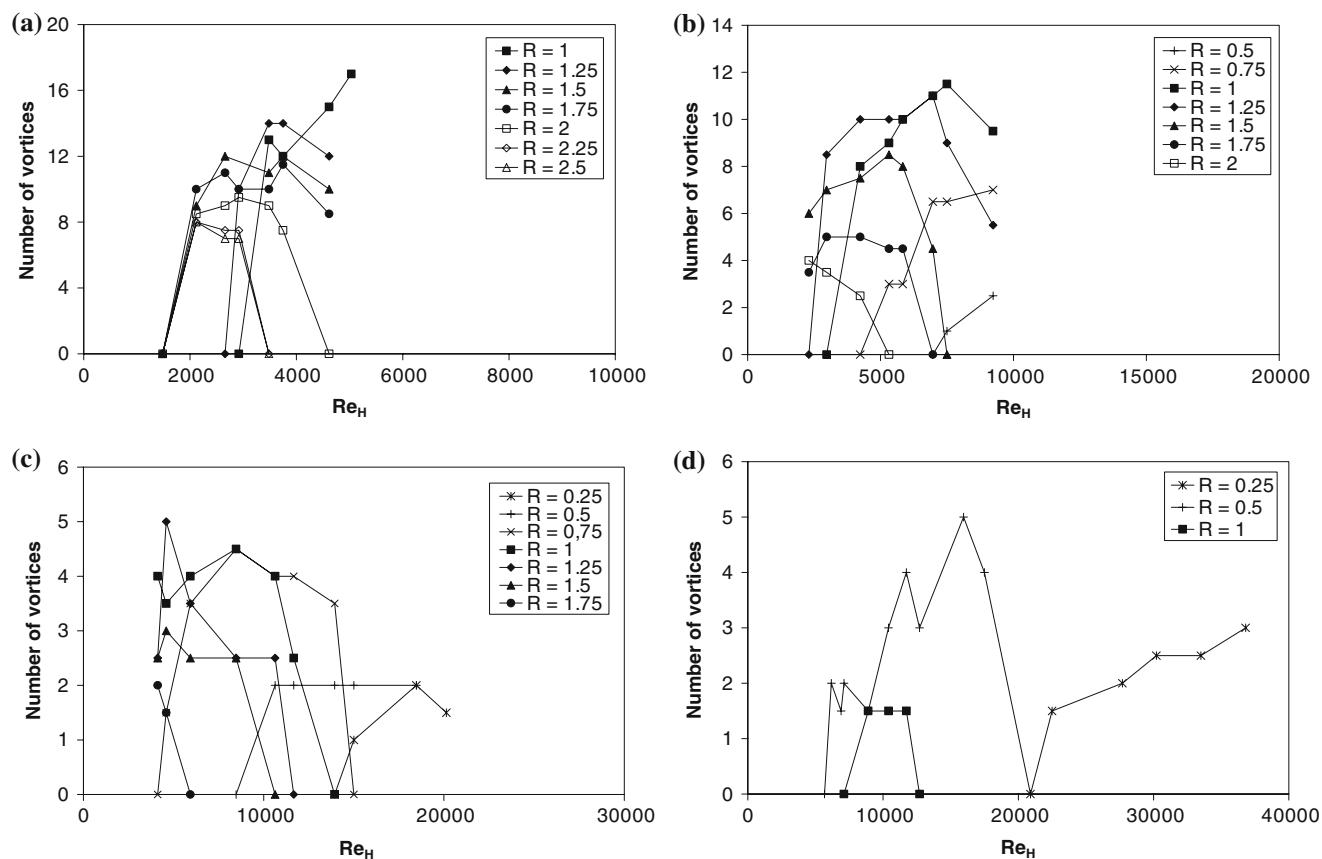 (a)
20
16
12
8
4
0
Number of vortices
0 2000 4000 6000 8000 10000
Re_H
R = 1
R = 1.25
R = 1.5
R = 1.75
R = 2
R = 2.25
R = 2.5
(b)
14
12
10
8
6
4
2
0
Number of vortices
0 5000 10000 15000 20000
Re_H
R = 0.5
R = 0.75
R = 1
R = 1.25
R = 1.5
R = 1.75
R = 2
(c)
6
5
4
3
2
1
0
Number of vortices
0 10000 20000 30000
Re_H
R = 0.25
R = 0.5
R = 0,75
R = 1
R = 1.25
R = 1.5
R = 1.75
(d)
6
5
4
3
2
1
0
Number of vortices
0 10000 20000 30000 40000
Re_H
R = 0.25
R = 0.5
R = 1